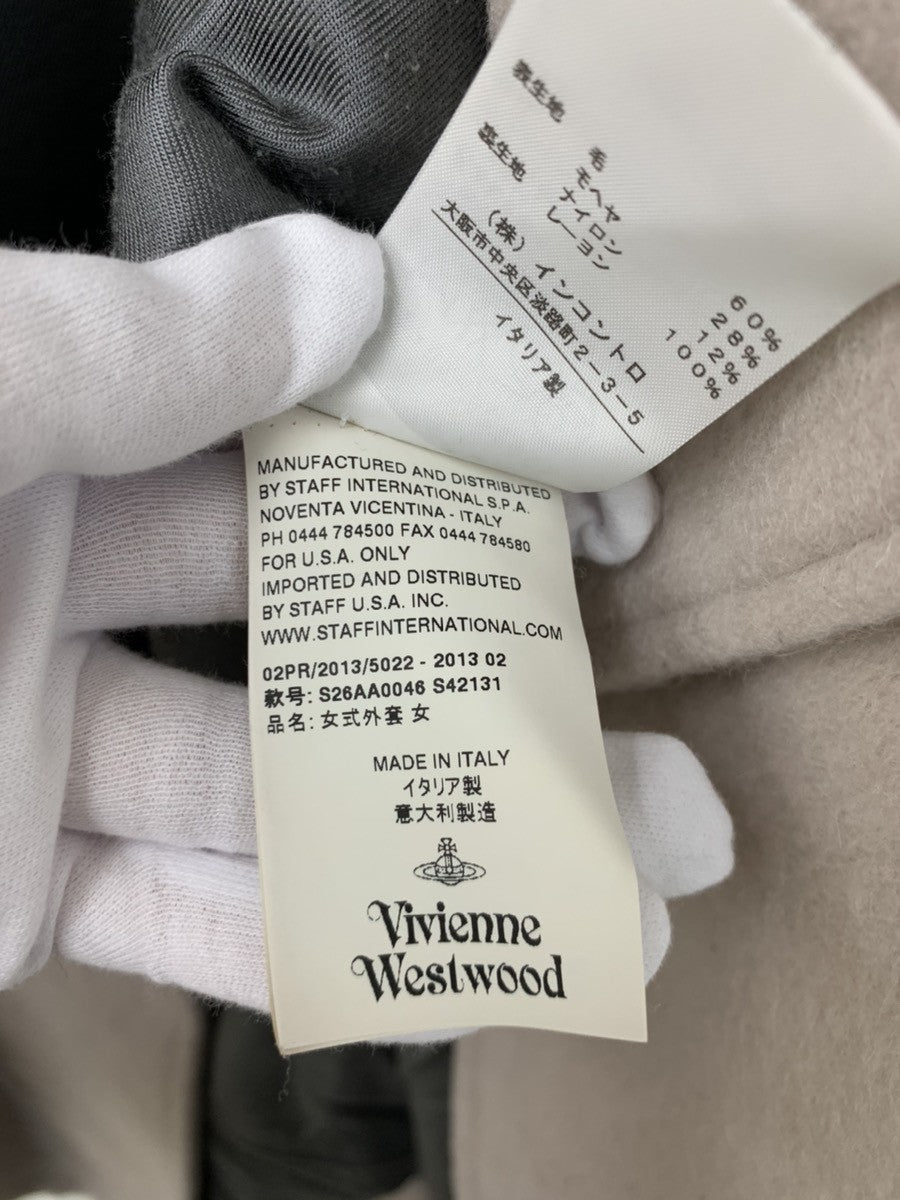 表生地
毛 60%
モヘヤ 28%
ナイロン 12%
裏生地
レーヨン 100%
(株)インコントロ
大阪市中央区淡路町2-3-5
イタリア製
MANUFACTURED AND DISTRIBUTED
BY STAFF INTERNATIONAL S.P.A.
NOVENTA VICENTINA - ITALY
PH 0444 784500 FAX 0444 784580
FOR U.S.A. ONLY
IMPORTED AND DISTRIBUTED
BY STAFF U.S.A. INC.
WWW.STAFFINTERNATIONAL.COM
02PR/2013/5022 - 2013 02
款号: S26AA0046 S42131
品名: 女式外套 女
MADE IN ITALY
イタリア製
意大利製造
Vivienne
Westwood